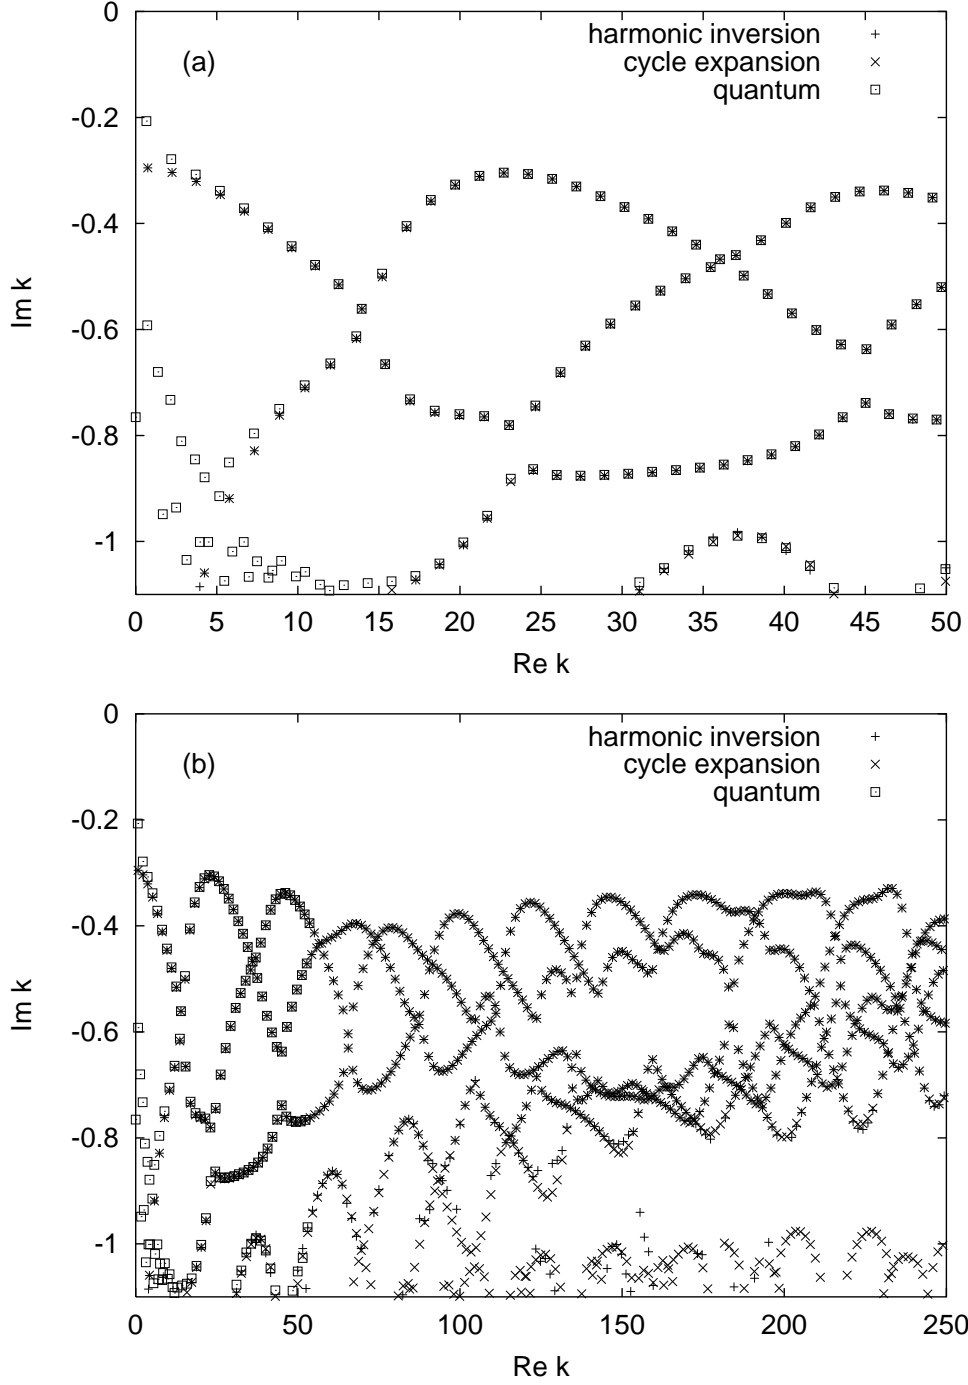 0
(a)
harmonic inversion
cycle expansion
quantum
-0.2
-0.4
-0.6
-0.8
-1
Im k
0 5 10 15 20 25 30 35 40 45 50
Re k
0
(b)
harmonic inversion
cycle expansion
quantum
-0.2
-0.4
-0.6
-0.8
-1
Im k
0 50 100 150 200 250
Re k